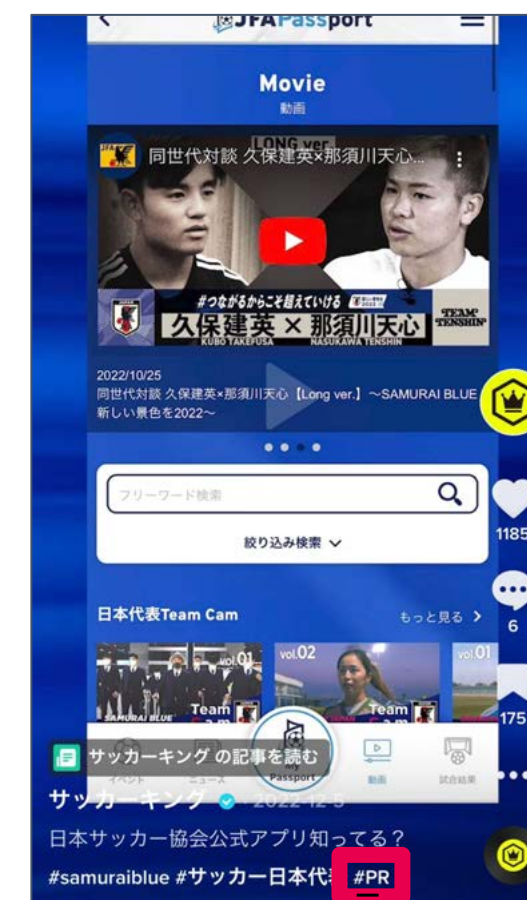 JFAPassport
Movie
動画
LONG ver.
同世代対談 久保建英×那須川天心...
#つながるからこそ超えていける
久保建英 × 那須川天心
KUBO TAKEFUSA
NASUKAWA TENSHIN
TEAM
TENSHIN
2022/10/25
同世代対談 久保建英×那須川天心【Long ver.】~SAMURAI BLUE
新しい景色を2022~
フリーワード検索
絞り込み検索
1185
6
日本代表Team Cam
もっと見る
vol.01
vol.02
vol.01
SAMURAI BLUE
Team
Team
175
サッカーキング の記事を読む
イベント
ニュース
My
Passport
動画
試合結果
サッカーキング · 2022-12-5
日本サッカー協会公式アプリ知ってる？
#samuraiblue #サッカー日本代表 #PR